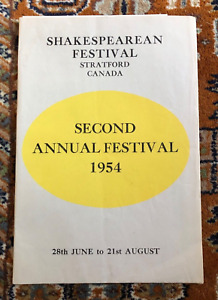 SHAKESPEAREAN
FESTIVAL
STRATFORD
CANADA
SECOND
ANNUAL FESTIVAL
1954
28th JUNE to 21st AUGUST